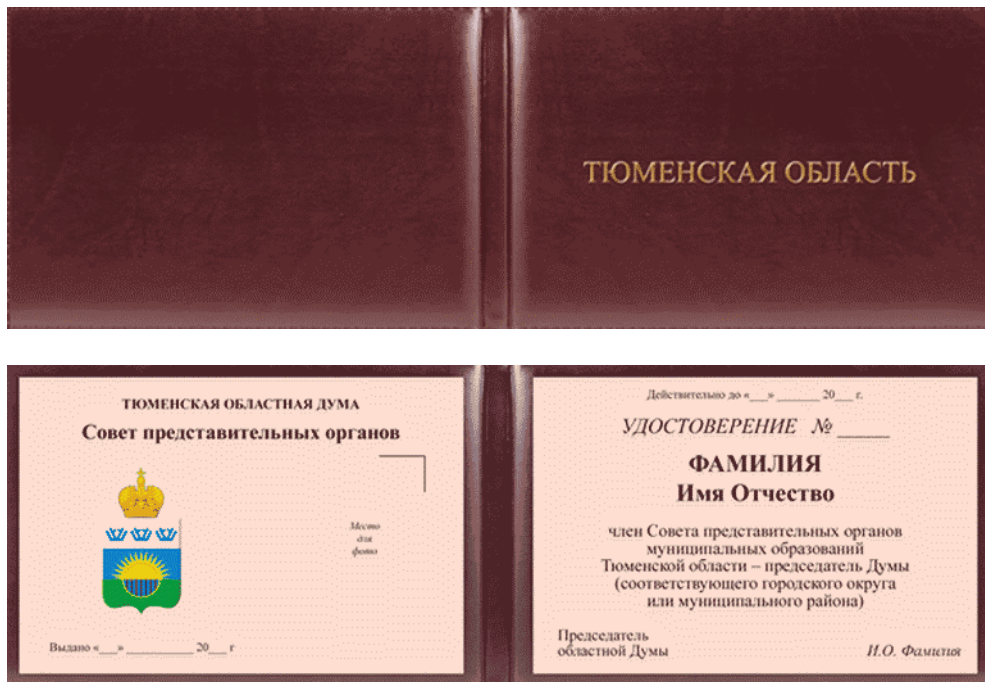 ТЮМЕНСКАЯ ОБЛАСТЬ
ТЮМЕНСКАЯ ОБЛАСТНАЯ ДУМА
Совет представительных органов
Место
для
фото
Выдано «___» ___________ 20___ г
Действительно до «___» _______ 20___ г.
УДОСТОВЕРЕНИЕ № _____
ФАМИЛИЯ
Имя Отчество
член Совета представительных органов
муниципальных образований
Тюменской области – председатель Думы
(соответствующего городского округа
или муниципального района)
Председатель
областной Думы
И.О. Фамилия